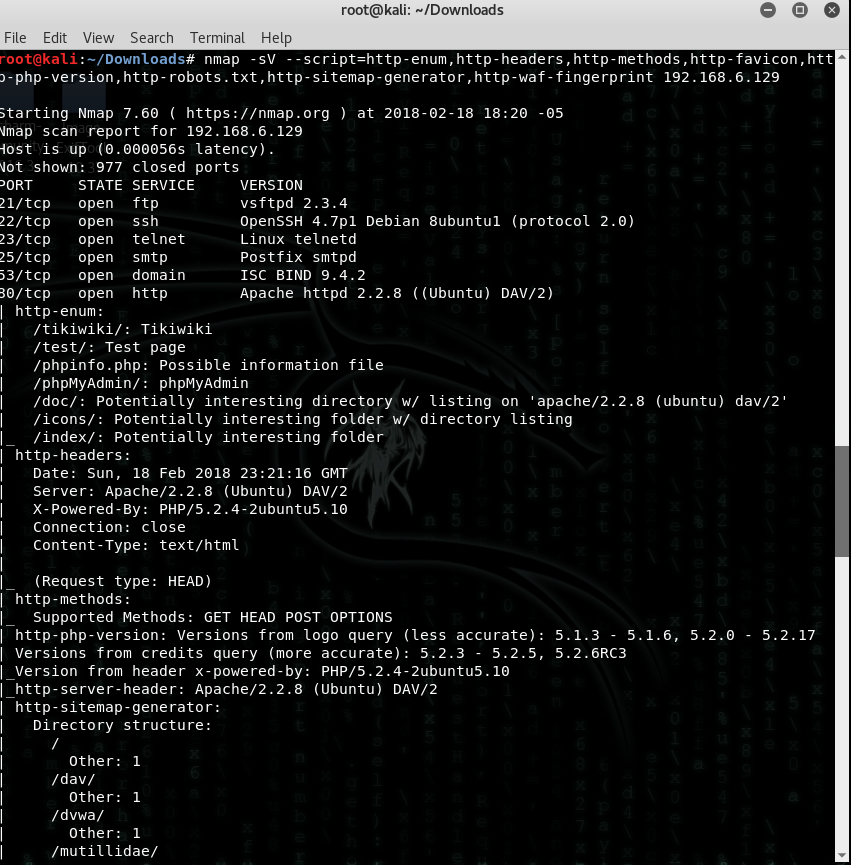 root@kali: ~/Downloads
File Edit View Search Terminal Help
root@kali:~/Downloads# nmap -sV --script=http-enum,http-headers,http-methods,http-favicon,htt
p-php-version,http-robots.txt,http-sitemap-generator,http-waf-fingerprint 192.168.6.129
Starting Nmap 7.60 ( https://nmap.org ) at 2018-02-18 18:20 -05
Nmap scan report for 192.168.6.129
Host is up (0.000056s latency).
Not shown: 977 closed ports
PORT     STATE SERVICE     VERSION
21/tcp   open  ftp         vsftpd 2.3.4
22/tcp   open  ssh         OpenSSH 4.7p1 Debian 8ubuntu1 (protocol 2.0)
23/tcp   open  telnet      Linux telnetd
25/tcp   open  smtp        Postfix smtpd
53/tcp   open  domain      ISC BIND 9.4.2
80/tcp   open  http        Apache httpd 2.2.8 ((Ubuntu) DAV/2)
| http-enum:
|   /tikiwiki/: Tikiwiki
|   /test/: Test page
|   /phpinfo.php: Possible information file
|   /phpMyAdmin/: phpMyAdmin
|   /doc/: Potentially interesting directory w/ listing on 'apache/2.2.8 (ubuntu) dav/2'
|   /icons/: Potentially interesting folder w/ directory listing
|_  /index/: Potentially interesting folder
| http-headers:
|   Date: Sun, 18 Feb 2018 23:21:16 GMT
|   Server: Apache/2.2.8 (Ubuntu) DAV/2
|   X-Powered-By: PHP/5.2.4-2ubuntu5.10
|   Connection: close
|   Content-Type: text/html
|
|_  (Request type: HEAD)
| http-methods:
|_  Supported Methods: GET HEAD POST OPTIONS
| http-php-version: Versions from logo query (less accurate): 5.1.3 - 5.1.6, 5.2.0 - 5.2.17
| Versions from credits query (more accurate): 5.2.3 - 5.2.5, 5.2.6RC3
|_Version from header x-powered-by: PHP/5.2.4-2ubuntu5.10
|_http-server-header: Apache/2.2.8 (Ubuntu) DAV/2
| http-sitemap-generator:
|   Directory structure:
|     /
|       Other: 1
|     /dav/
|       Other: 1
|     /dvwa/
|       Other: 1
|     /mutillidae/